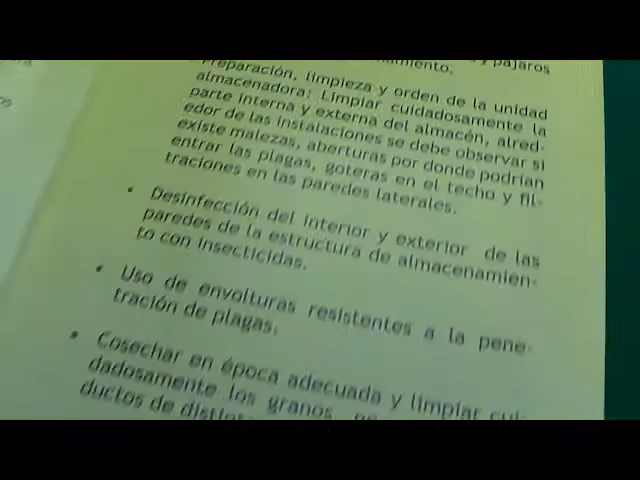 y pájaros
Preparación, limpieza y orden de la unidad
almacenadora: Limpiar cuidadosamente la
parte interna y externa del almacén, alred-
edor de las instalaciones se debe observar si
existe malezas, aberturas por donde podrían
entrar las plagas, goteras en el techo y fil-
traciones en las paredes laterales.
• Desinfección del interior y exterior de las
paredes de la estructura de almacenamien-
to con insecticidas.
• Uso de envolturas resistentes a la pene-
tración de plagas.
• Cosechar en época adecuada y limpiar cui-
dadosamente los granos
ductos de